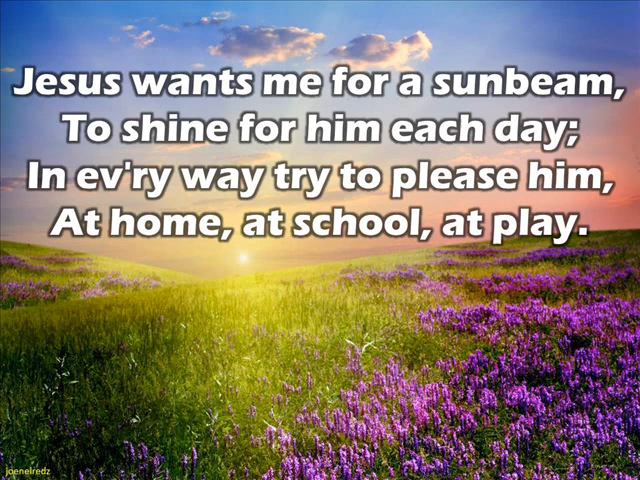 Jesus wants me for a sunbeam,
To shine for him each day;
In ev'ry way try to please him,
At home, at school, at play.
joenelredz